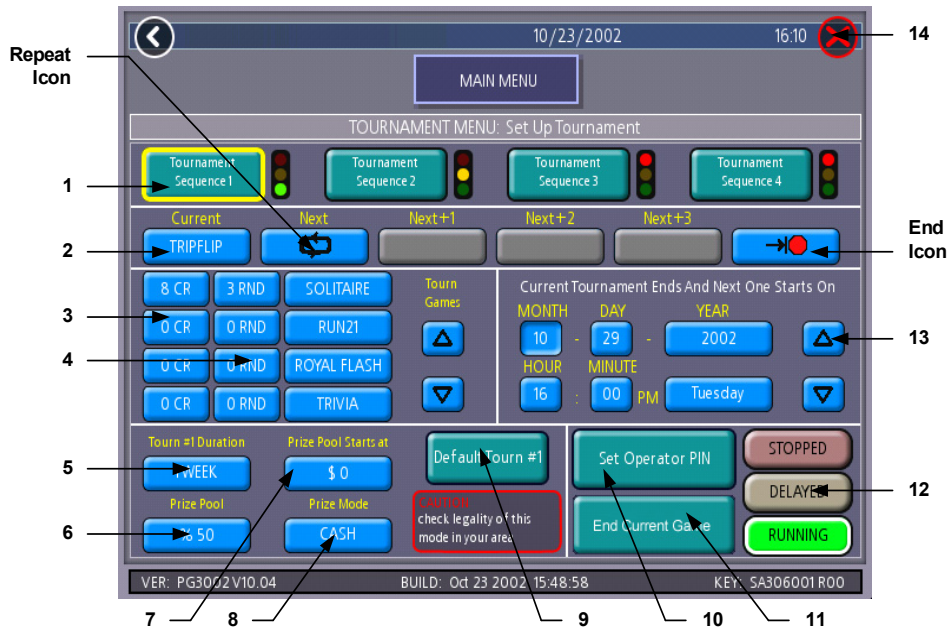 10/23/2002 16:10 14
Repeat
Icon
MAIN MENU
TOURNAMENT MENU: Set Up Tournament
Tournament
Sequence 1
Tournament
Sequence 2
Tournament
Sequence 3
Tournament
Sequence 4
1
Current Next Next+1 Next+2 Next+3
2 TRIPFLIP
End
Icon
8 CR 3 RND SOLITAIRE
Tourn
Games
Current Tournament Ends And Next One Starts On
MONTH DAY YEAR
3 0 CR 0 RND RUN21
10 - 29 - 2002 13
4 0 CR 0 RND ROYAL FLASH
HOUR MINUTE
0 CR 0 RND TRIVIA
16 : 00 PM Tuesday
Tourn #1 Duration Prize Pool Starts at
5 1WEEK $ 0
Default Tourn #1
Set Operator PIN
STOPPED
DELAYED 12
Prize Pool Prize Mode
6 % 50 CASH
CAUTION:
check legality of this
mode in your area
End Current Game
RUNNING
VER: PG3002 V10.04 BUILD: Oct 23 2002 15:48:58 KEY: SA306001 R00
7 8 9 10 11